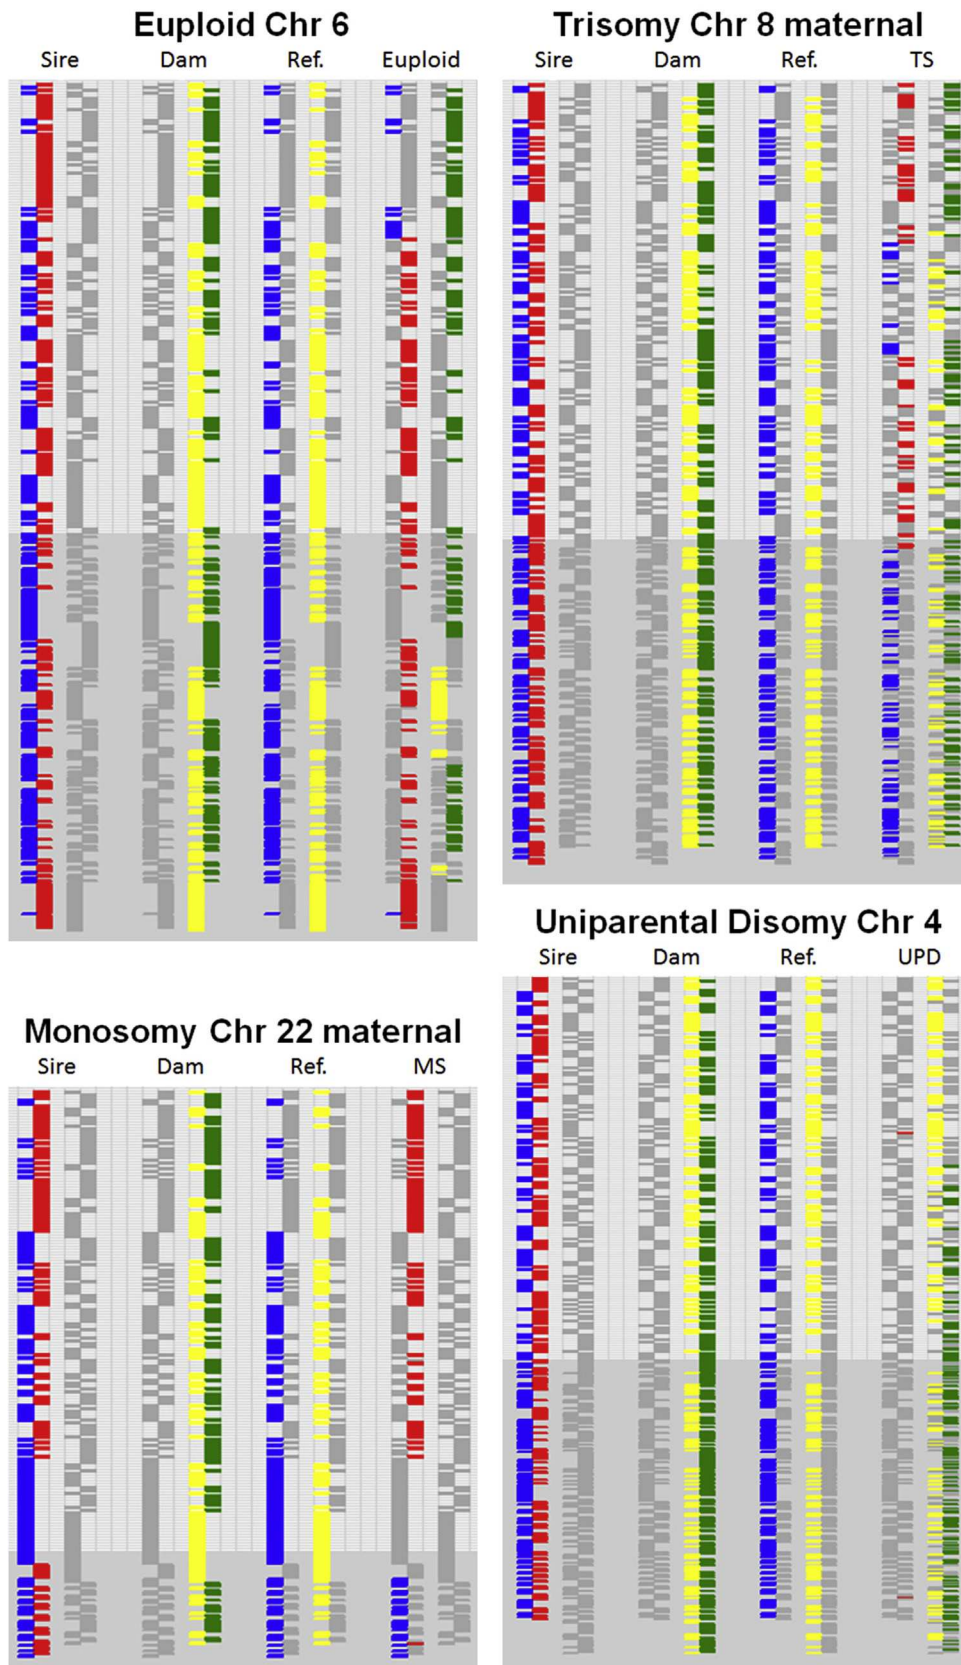 Euploid Chr 6
Sire Dam Ref. Euploid
Trisomy Chr 8 maternal
Sire Dam Ref. TS
Monosomy Chr 22 maternal
Sire Dam Ref. MS
Uniparental Disomy Chr 4
Sire Dam Ref. UPD